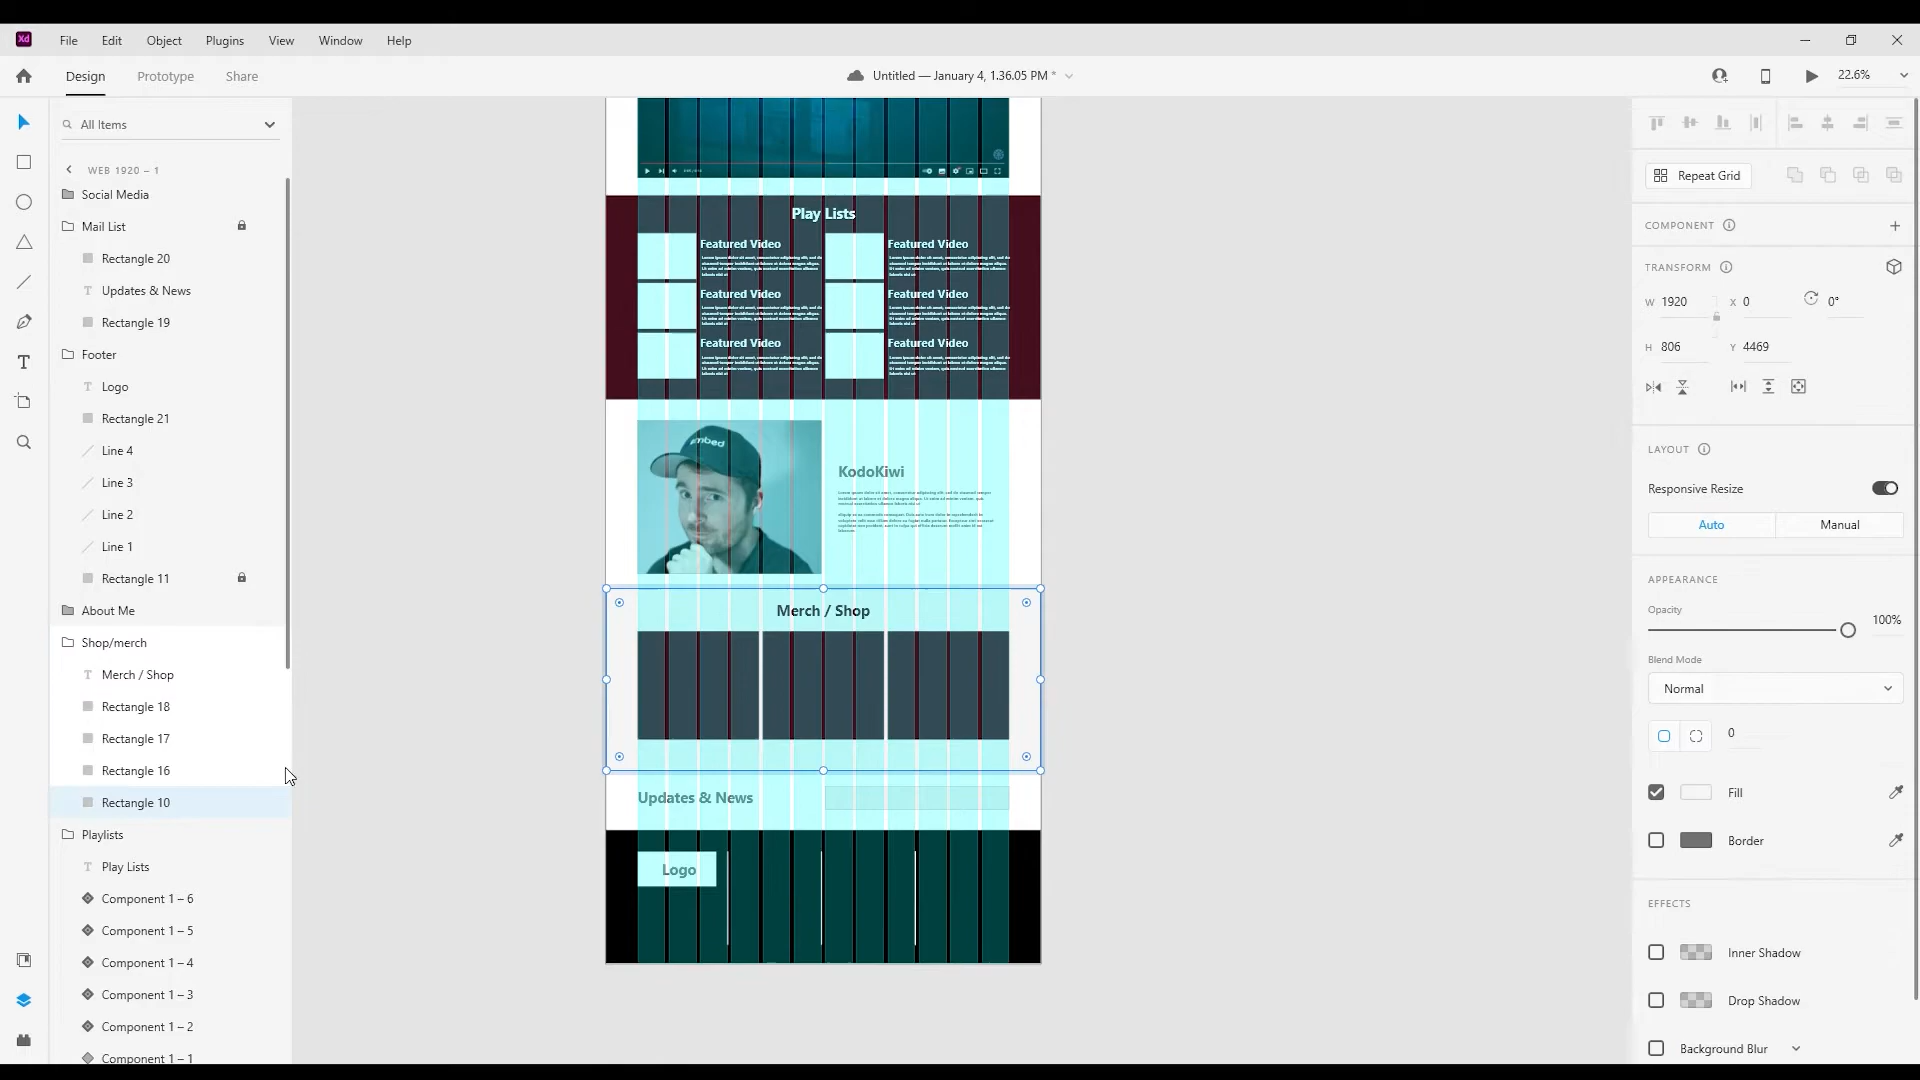 Xd File Edit Object Plugins View Window Help
Design Prototype Share
Untitled — January 4, 1.36.05 PM *
22.6%
All Items
WEB 1920 – 1
Social Media
Mail List
Rectangle 20
Updates & News
Rectangle 19
Footer
Logo
Rectangle 21
Line 4
Line 3
Line 2
Line 1
Rectangle 11
About Me
Shop/merch
Merch / Shop
Rectangle 18
Rectangle 17
Rectangle 16
Rectangle 10
Playlists
Play Lists
Component 1 – 6
Component 1 – 5
Component 1 – 4
Component 1 – 3
Component 1 – 2
Component 1 – 1
Play Lists
Featured Video
Featured Video
Featured Video
Featured Video
Featured Video
Featured Video
embed
KodoKiwi
Merch / Shop
Updates & News
Logo
Repeat Grid
COMPONENT
TRANSFORM
W 1920 X 0 0°
H 806 Y 4469
LAYOUT
Responsive Resize
Auto Manual
APPEARANCE
Opacity
100%
Blend Mode
Normal
0
Fill
Border
EFFECTS
Inner Shadow
Drop Shadow
Background Blur